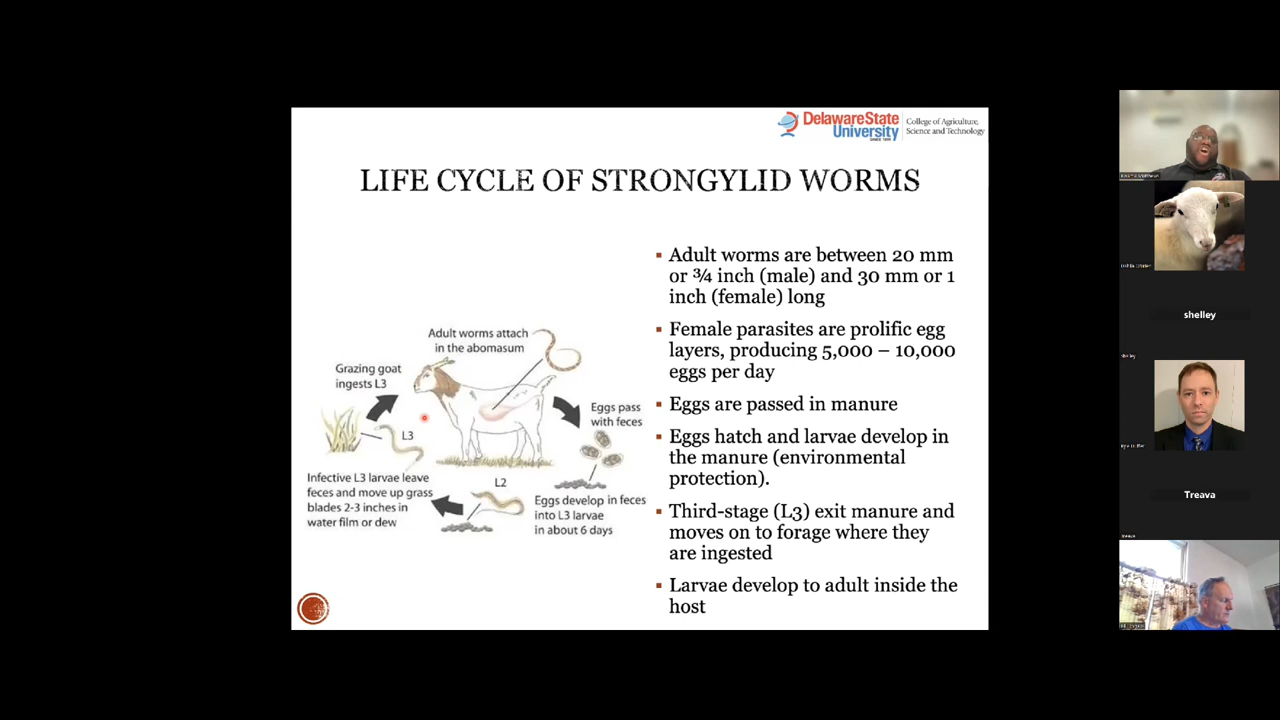 DelawareState
University
SINCE 1891
College of Agriculture,
Science and Technology
LIFE CYCLE OF STRONGYLID WORMS
Adult worms attach
in the abomasum
Grazing goat
ingests L3
L3
Eggs pass
with feces
Infective L3 larvae leave
feces and move up grass
blades 2-3 inches in
water film or dew
L2
Eggs develop in feces
into L3 larvae
in about 6 days
▪ Adult worms are between 20 mm
or ¾ inch (male) and 30 mm or 1
inch (female) long
▪ Female parasites are prolific egg
layers, producing 5,000 – 10,000
eggs per day
▪ Eggs are passed in manure
▪ Eggs hatch and larvae develop in
the manure (environmental
protection).
▪ Third-stage (L3) exit manure and
moves on to forage where they
are ingested
▪ Larvae develop to adult inside the
host
shelley
shelley
Treava
Treava